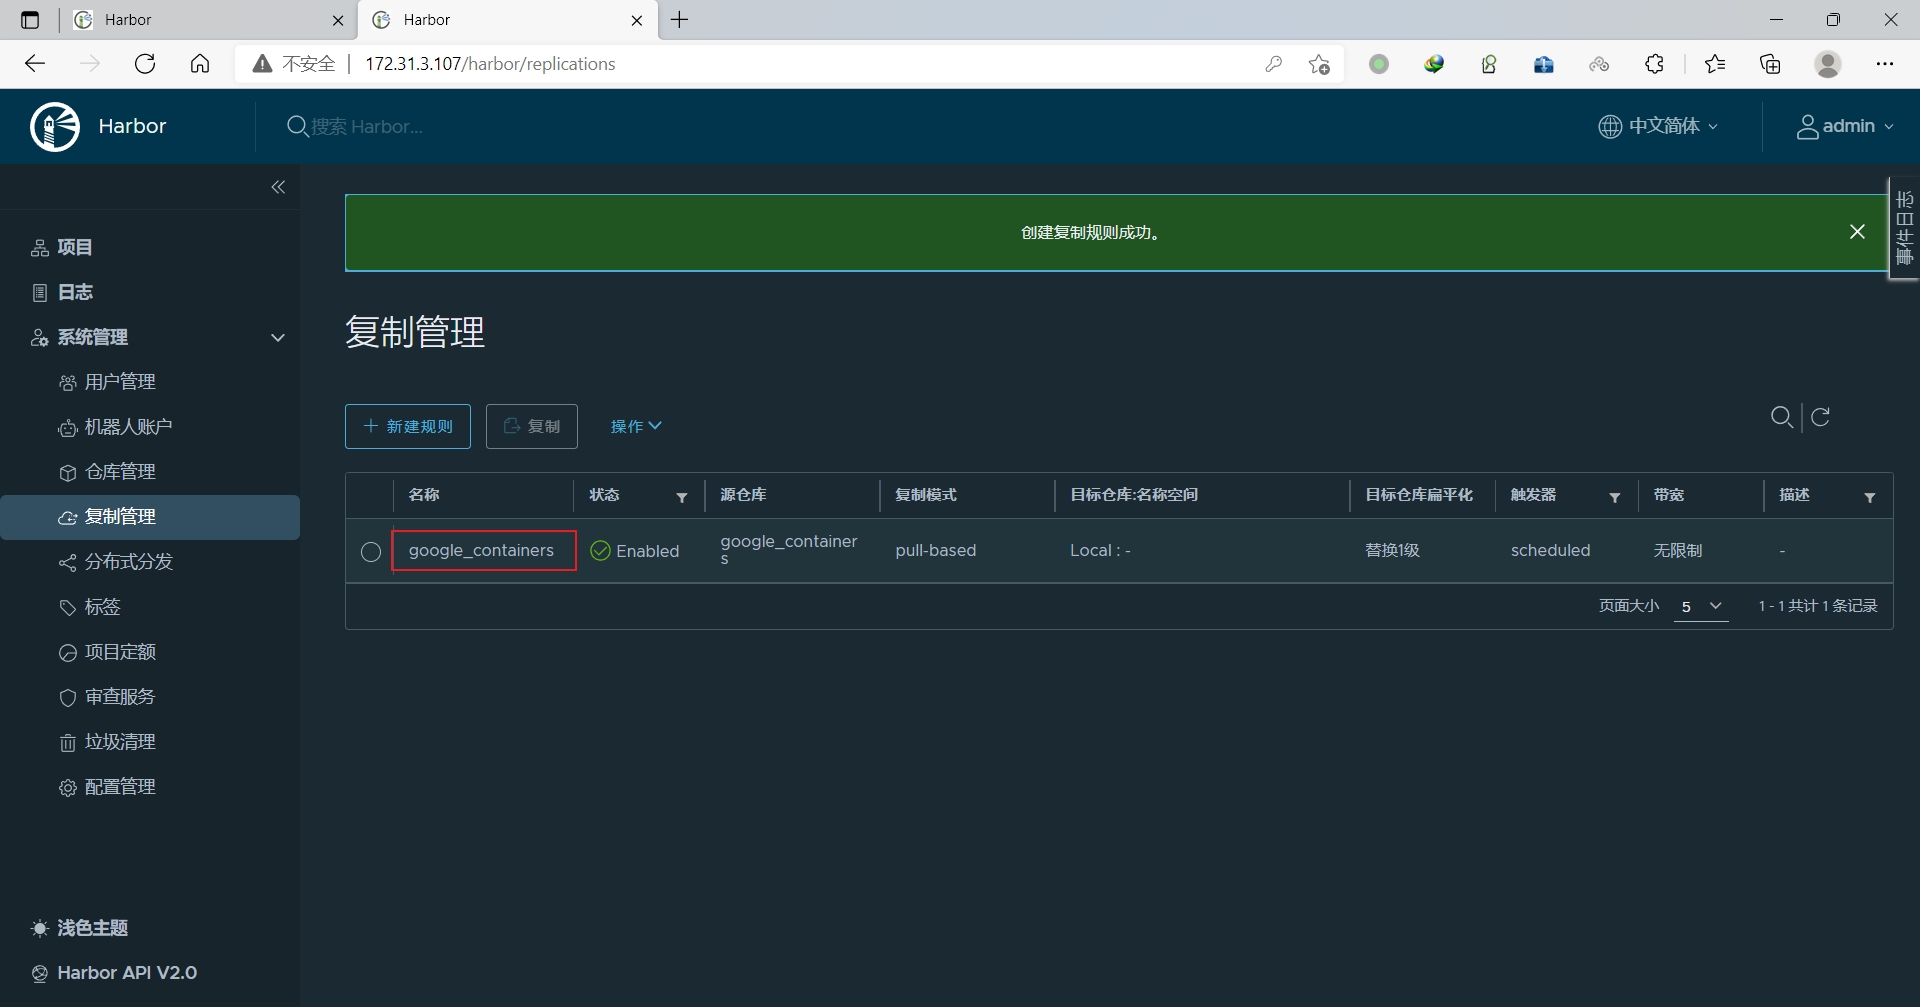 Harbor
Harbor
不安全
172.31.3.107/harbor/replications
Harbor
搜索 Harbor...
中文简体
admin
事件日志
创建复制规则成功。
项目
日志
系统管理
用户管理
机器人账户
仓库管理
复制管理
分布式分发
标签
项目定额
审查服务
垃圾清理
配置管理
浅色主题
Harbor API V2.0
复制管理
新建规则
复制
操作
名称 状态 源仓库 复制模式 目标仓库:名称空间 目标仓库扁平化 触发器 带宽 描述
google_containers Enabled google_container pull-based Local : - 替换1级 scheduled 无限制 -
s
页面大小 5 1 - 1 共计 1 条记录